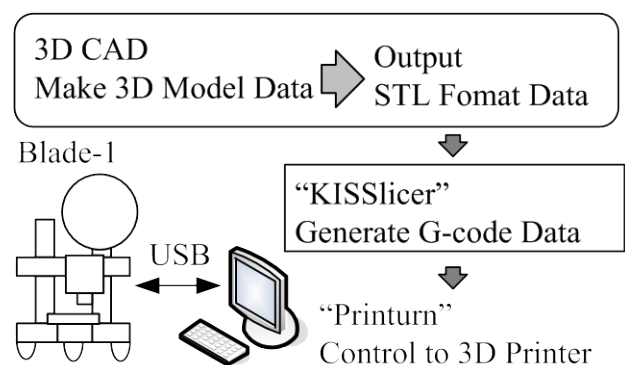 3D CAD
Make 3D Model Data
Output
STL Fomat Data
Blade-1
“KISSlicer”
Generate G-code Data
USB
“Printurn”
Control to 3D Printer